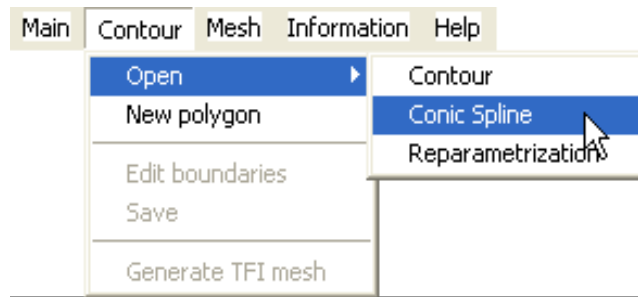 Main Contour Mesh Information Help
Open Contour
New polygon Conic Spline
Reparametrization
Edit boundaries
Save
Generate TFI mesh